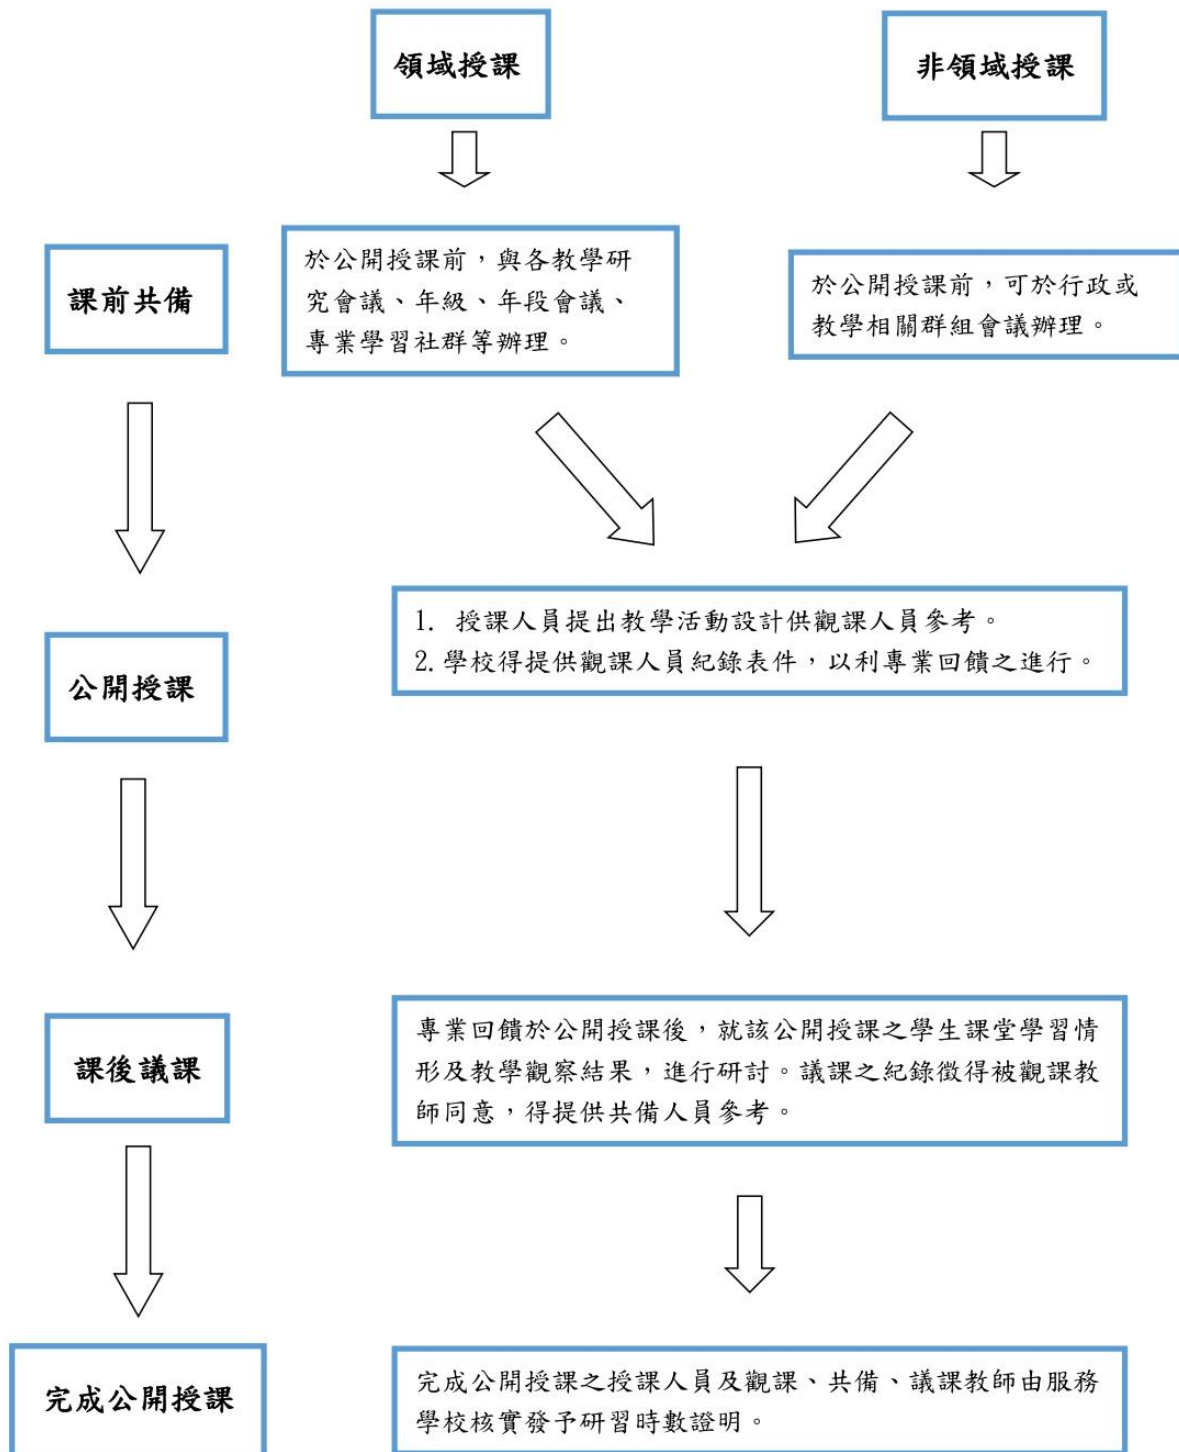 領域授課
非領域授課
課前共備
於公開授課前，與各教學研
究會議、年級、年段會議、
專業學習社群等辦理。
於公開授課前，可於行政或
教學相關群組會議辦理。
公開授課
1. 授課人員提出教學活動設計供觀課人員參考。
2. 學校得提供觀課人員紀錄表件，以利專業回饋之進行。
課後議課
專業回饋於公開授課後，就該公開授課之學生課堂學習情
形及教學觀察結果，進行研討。議課之紀錄徵得被觀課教
師同意，得提供共備人員參考。
完成公開授課
完成公開授課之授課人員及觀課、共備、議課教師由服務
學校核實發予研習時數證明。